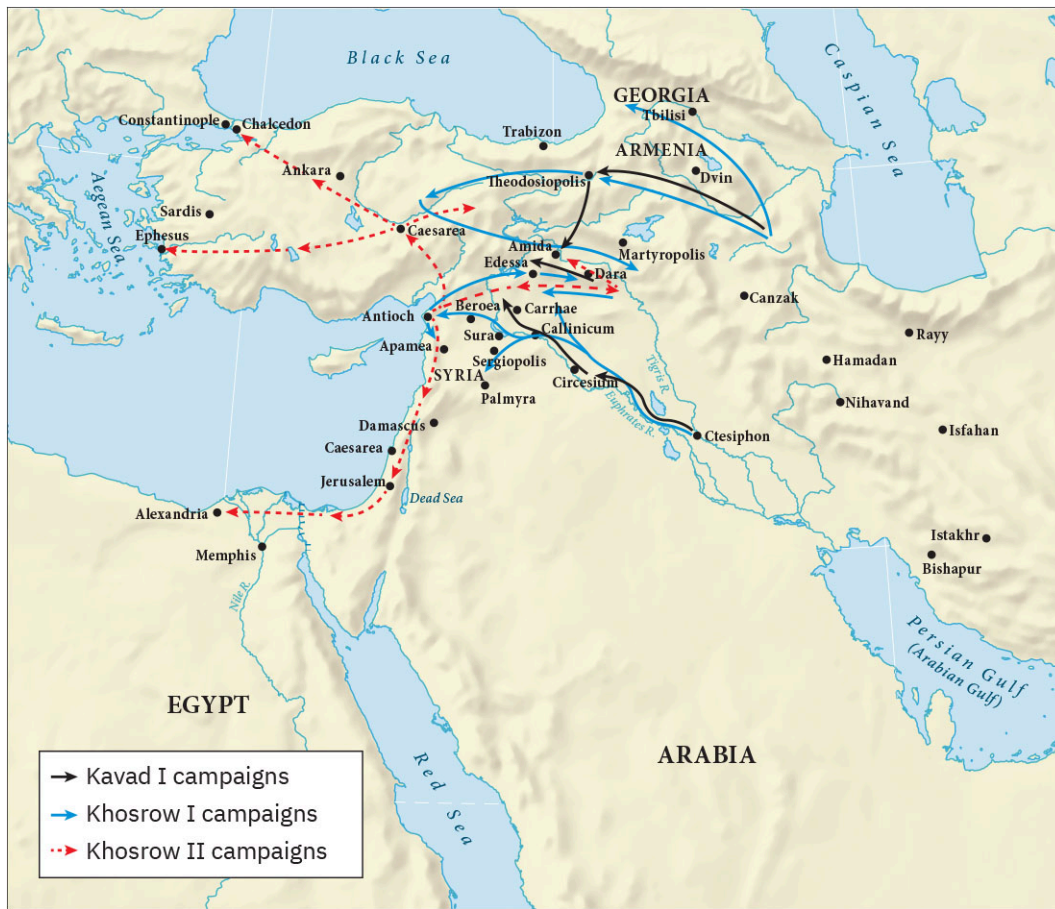 Black Sea
Caspian Sea
GEORGIA
Tbilisi
Constantinople
Chalcedon
Trabizon
ARMENIA
Ankara
Theodosiopolis
Dvin
Aegean Sea
Sardis
Ephesus
Caesarea
Amida
Martyropolis
Edessa
Dara
Canzak
Beroea
Carrhae
Antioch
Callinicum
Rayy
Sura
Apamea
Sergiopolis
Hamadan
SYRIA
Circesium
Tigris R.
Palmyra
Nihavand
Euphrates R.
Damascus
Isfahan
Ctesiphon
Caesarea
Jerusalem
Dead Sea
Alexandria
Istakhr
Memphis
Bishapur
Nile R.
Persian Gulf
(Arabian Gulf)
EGYPT
ARABIA
Red Sea
Kavad I campaigns
Khosrow I campaigns
Khosrow II campaigns